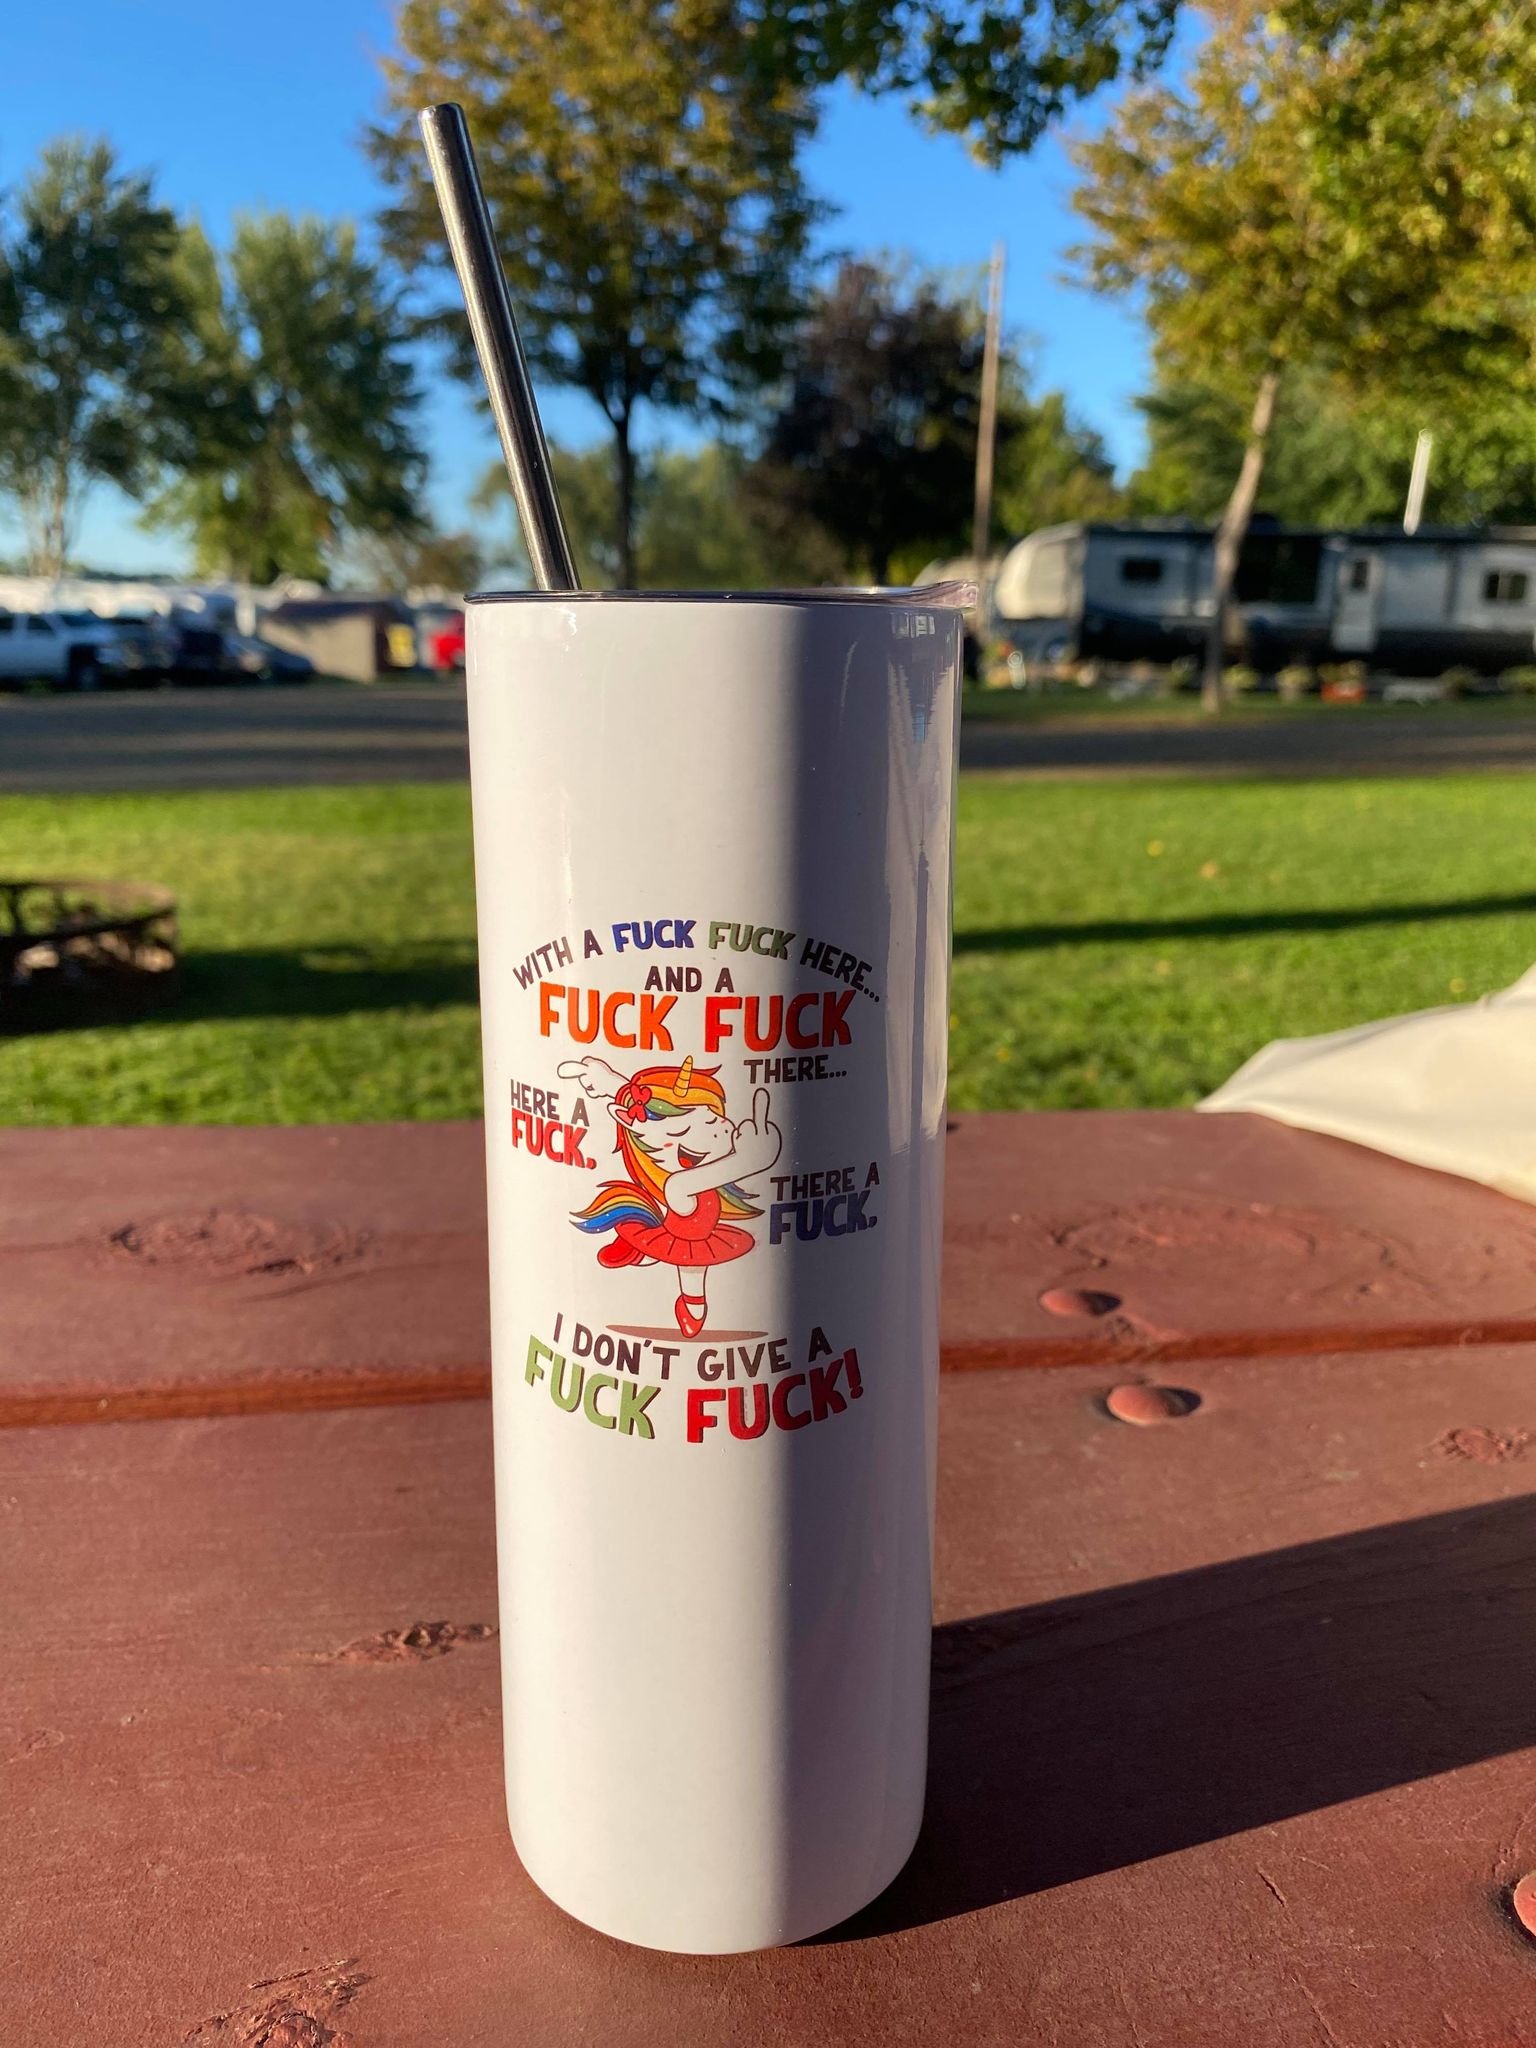 WITH A FUCK FUCK HERE...
AND A
FUCK FUCK
THERE...
HERE A
FUCK.
THERE A
FUCK.
I DON'T GIVE A
FUCK FUCK!